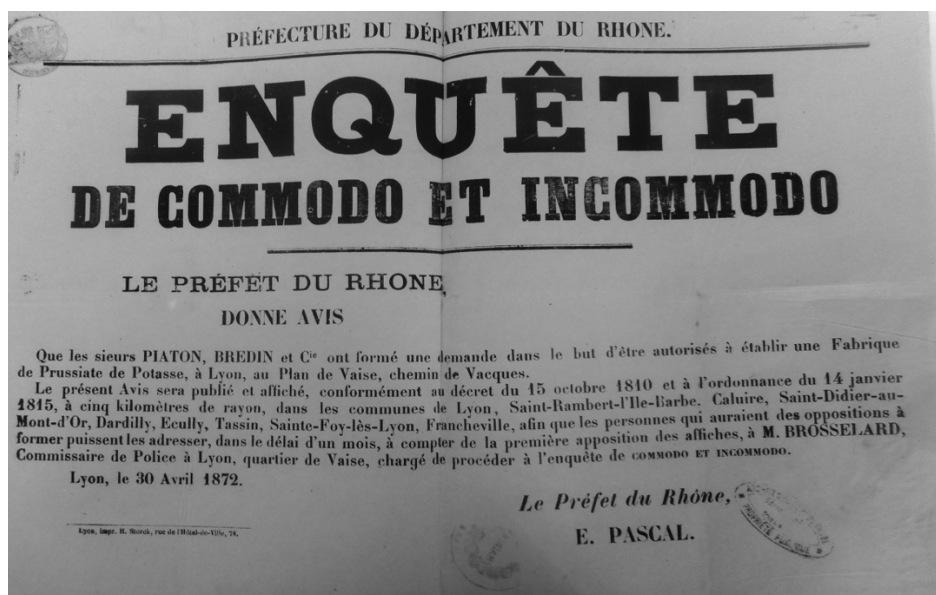 PRÉFECTURE DU DÉPARTEMENT DU RHONE.
ENQUÊTE
DE COMMODO ET INCOMMODO
LE PRÉFET DU RHONE,
DONNE AVIS
Que les sieurs PIATON, BREDIN et Cie ont formé une demande dans le but d'être autorisés à établir une Fabrique
de Prussiate de Potasse, à Lyon, au Plan de Vaise, chemin de Vacques.
Le présent Avis sera publié et affiché, conformément au décret du 15 octobre 1810 et à l'ordonnance du 14 janvier
1815, à cinq kilomètres de rayon, dans les communes de Lyon, Saint-Rambert-l'Ile-Barbe. Caluire, Saint-Didier-au-
Mont-d'Or, Dardilly, Ecully, Tassin, Sainte-Foy-lès-Lyon, Francheville, afin que les personnes qui auraient des oppositions à
former puissent les adresser, dans le délai d'un mois, à compter de la première apposition des affiches, à M. BROSSELARD,
Commissaire de Police à Lyon, quartier de Vaise, chargé de procéder à l'enquête de COMMODO ET INCOMMODO.
Lyon, le 30 Avril 1872.
Le Préfet du Rhône,
E. PASCAL.
Lyon, impr. H. Storck, rue de l'Hôtel-de-Ville, 78.
PROPRIÉTÉ PUBLIQUE